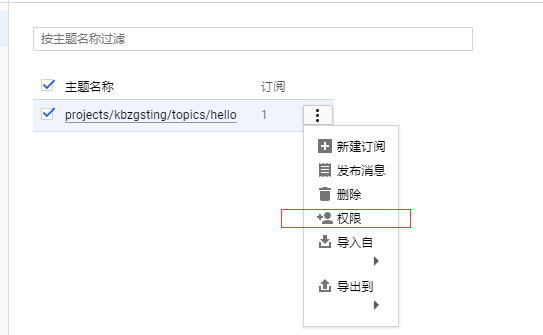 按主题名称过滤
主题名称 订阅
projects/kbzgsting/topics/hello 1
新建订阅
发布消息
删除
权限
导入自
导出到